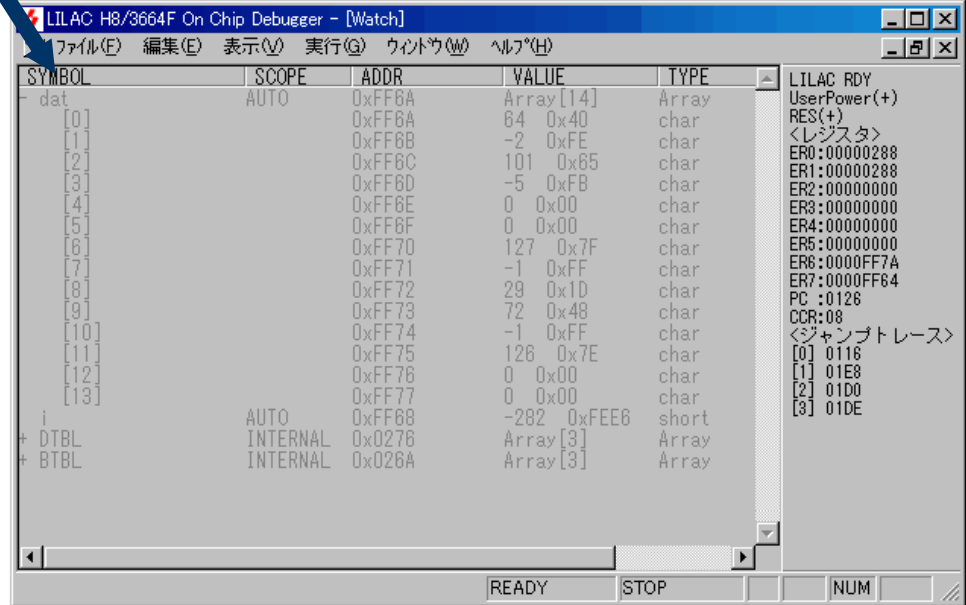 LILAC H8/3664F On Chip Debugger - [Watch]
ファイル(F) 編集(E) 表示(V) 実行(G) ウィンドウ(W) ヘルプ(H)
SYMBOL SCOPE ADDR VALUE TYPE
- dat AUTO 0xFF6A Array[14] Array
[0] 0xFF6A 64 0x40 char
[1] 0xFF6B -2 0xFE char
[2] 0xFF6C 101 0x65 char
[3] 0xFF6D -5 0xFB char
[4] 0xFF6E 0 0x00 char
[5] 0xFF6F 0 0x00 char
[6] 0xFF70 127 0x7F char
[7] 0xFF71 -1 0xFF char
[8] 0xFF72 29 0x1D char
[9] 0xFF73 72 0x48 char
[10] 0xFF74 -1 0xFF char
[11] 0xFF75 126 0x7E char
[12] 0xFF76 0 0x00 char
[13] 0xFF77 0 0x00 char
i AUTO 0xFF68 -282 0xFEE6 short
+ DTBL INTERNAL 0x0276 Array[3] Array
+ BTBL INTERNAL 0x026A Array[3] Array
LILAC RDY
UserPower(+)
RES(+)
<レジスタ>
ER0:00000288
ER1:00000288
ER2:00000000
ER3:00000000
ER4:00000000
ER5:00000000
ER6:0000FF7A
ER7:0000FF64
PC :0126
CCR:08
<ジャンプトレース>
[0] 0116
[1] 01E8
[2] 01D0
[3] 01DE
READY STOP NUM